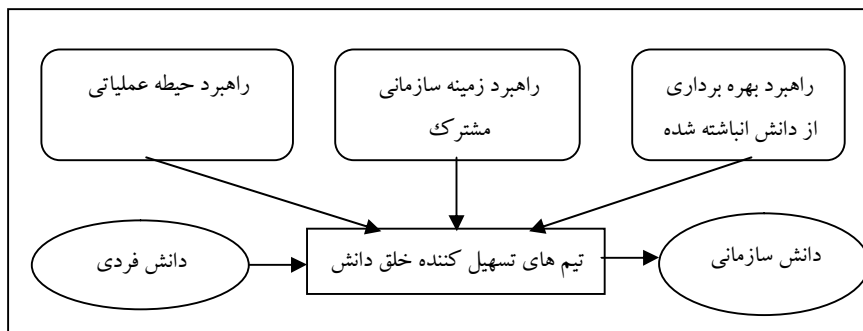 راهبرد بهره برداری
از دانش انباشته شده
راهبرد زمینه سازمانی
مشترك
راهبرد حیطه عملیاتی
دانش فردی
تیم های تسهیل کننده خلق دانش
دانش سازمانی